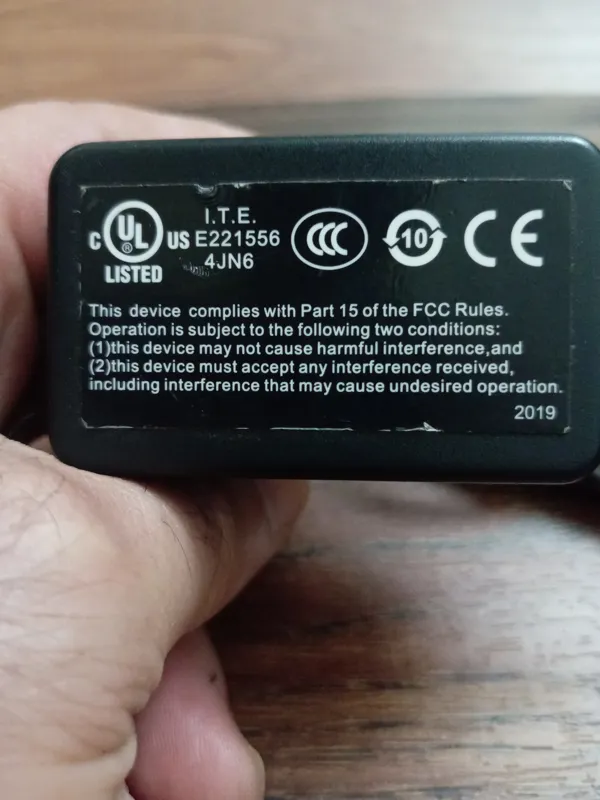 I.T.E.
C UL ® US E221556
LISTED 4JN6
CCC
10
CE
This device complies with Part 15 of the FCC Rules.
Operation is subject to the following two conditions:
(1)this device may not cause harmful interference,and
(2)this device must accept any interference received,
including interference that may cause undesired operation.
2019